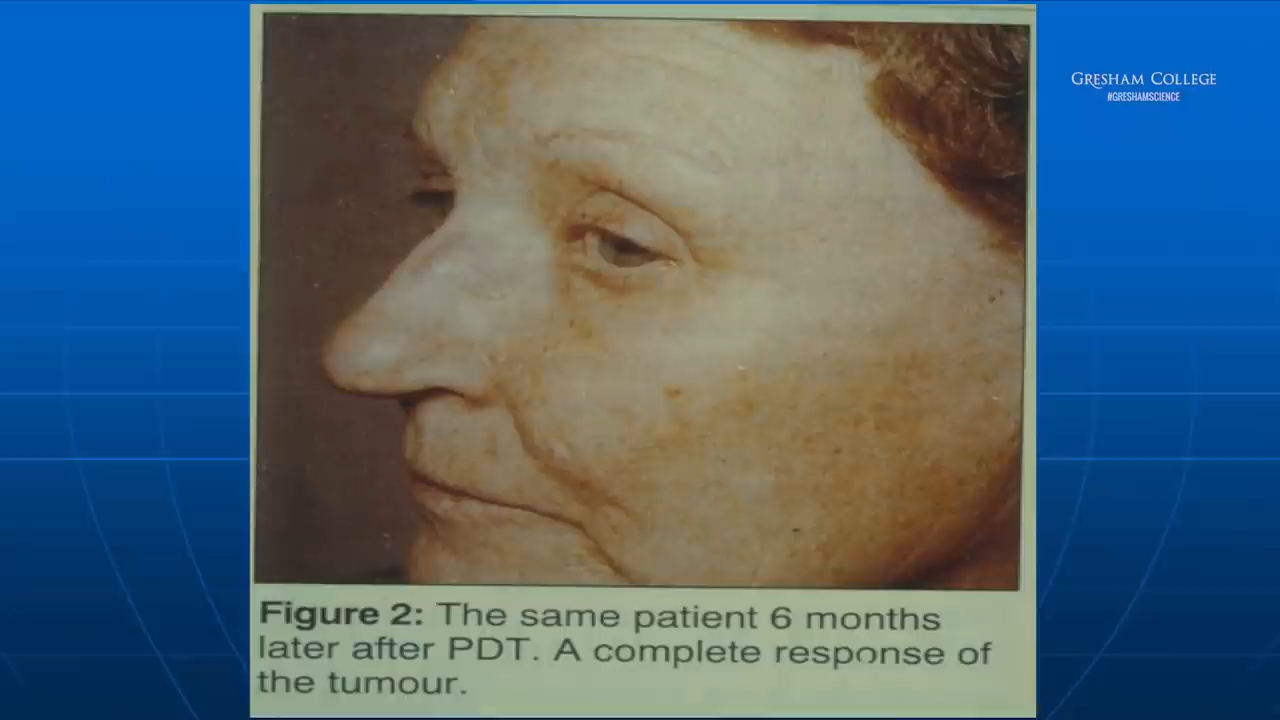 GRESHAM COLLEGE
#GRESHAMSCIENCE
Figure 2: The same patient 6 months
later after PDT. A complete response of
the tumour.